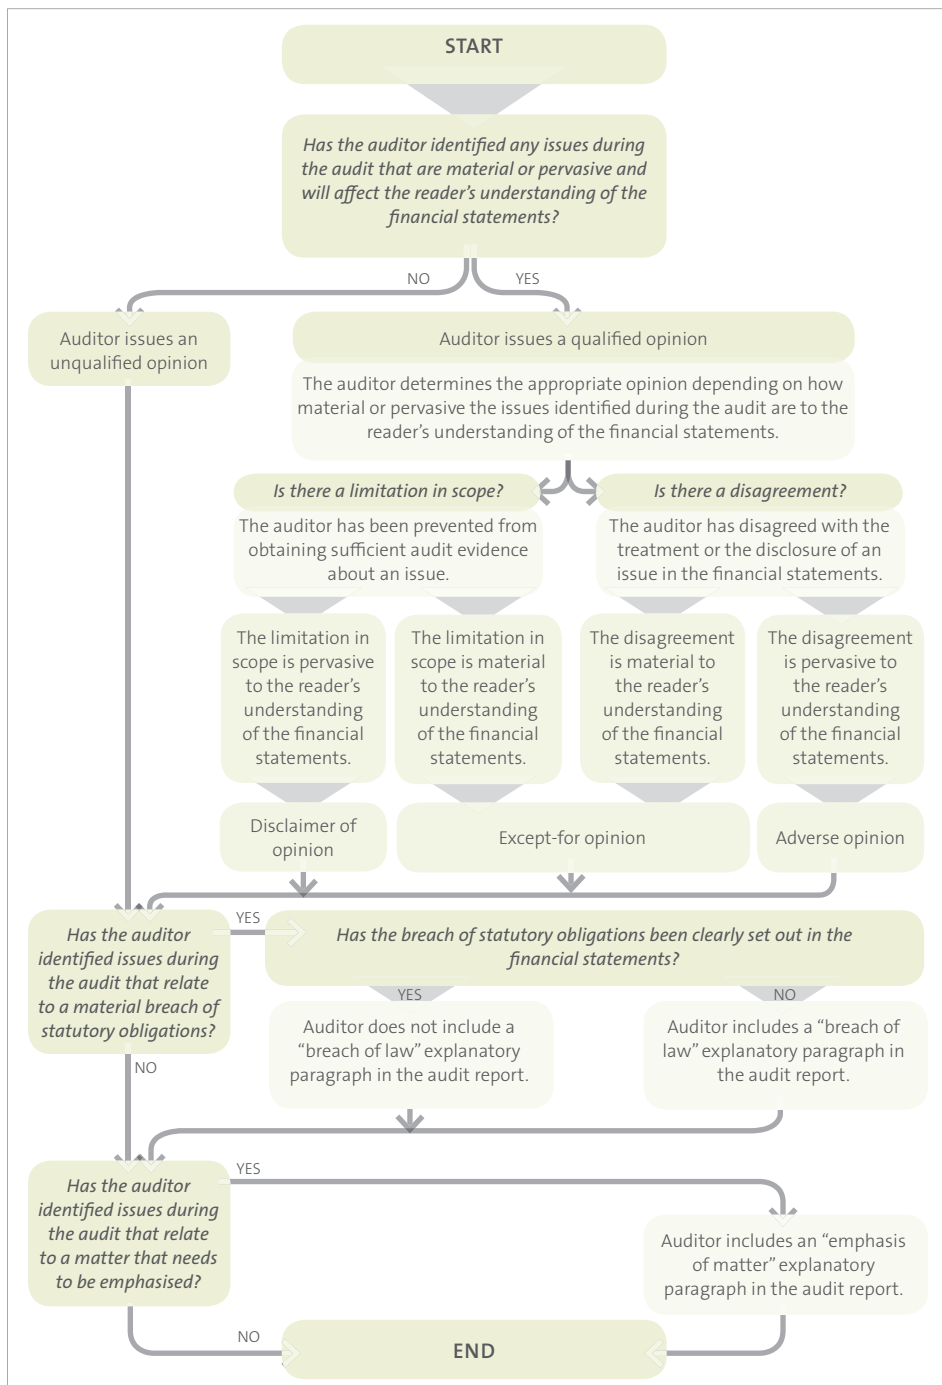 START
Has the auditor identified any issues during
the audit that are material or pervasive and
will affect the reader’s understanding of the
financial statements?
NO
YES
Auditor issues an
unqualified opinion
Auditor issues a qualified opinion
The auditor determines the appropriate opinion depending on how
material or pervasive the issues identified during the audit are to the
reader’s understanding of the financial statements.
Is there a limitation in scope?
The auditor has been prevented from
obtaining sufficient audit evidence
about an issue.
Is there a disagreement?
The auditor has disagreed with the
treatment or the disclosure of an
issue in the financial statements.
The limitation in
scope is pervasive
to the reader’s
understanding
of the financial
statements.
The limitation in
scope is material
to the reader’s
understanding
of the financial
statements.
The disagreement
is material to
the reader’s
understanding
of the financial
statements.
The disagreement
is pervasive to
the reader’s
understanding
of the financial
statements.
Disclaimer of
opinion
Except-for opinion
Adverse opinion
Has the auditor
identified issues during
the audit that relate
to a material breach of
statutory obligations?
YES
Has the breach of statutory obligations been clearly set out in the
financial statements?
YES
NO
Auditor does not include a
“breach of law” explanatory
paragraph in the audit report.
Auditor includes a “breach of
law” explanatory paragraph in
the audit report.
NO
Has the auditor
identified issues during
the audit that relate
to a matter that needs
to be emphasised?
YES
Auditor includes an “emphasis
of matter” explanatory
paragraph in the audit report.
NO
END